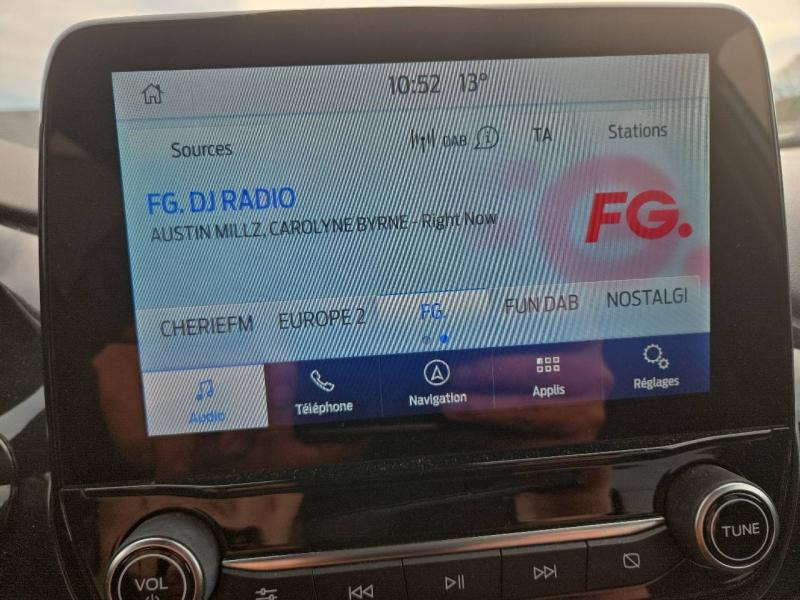 10:52 13°
Sources DAB TA Stations
FG. DJ RADIO
AUSTIN MILLZ, CAROLYNE BYRNE - Right Now
FG.
CHERIEFM EUROPE 2 FG. FUN DAB NOSTALGI
Audio Téléphone Navigation Applis Réglages
VOL TUNE